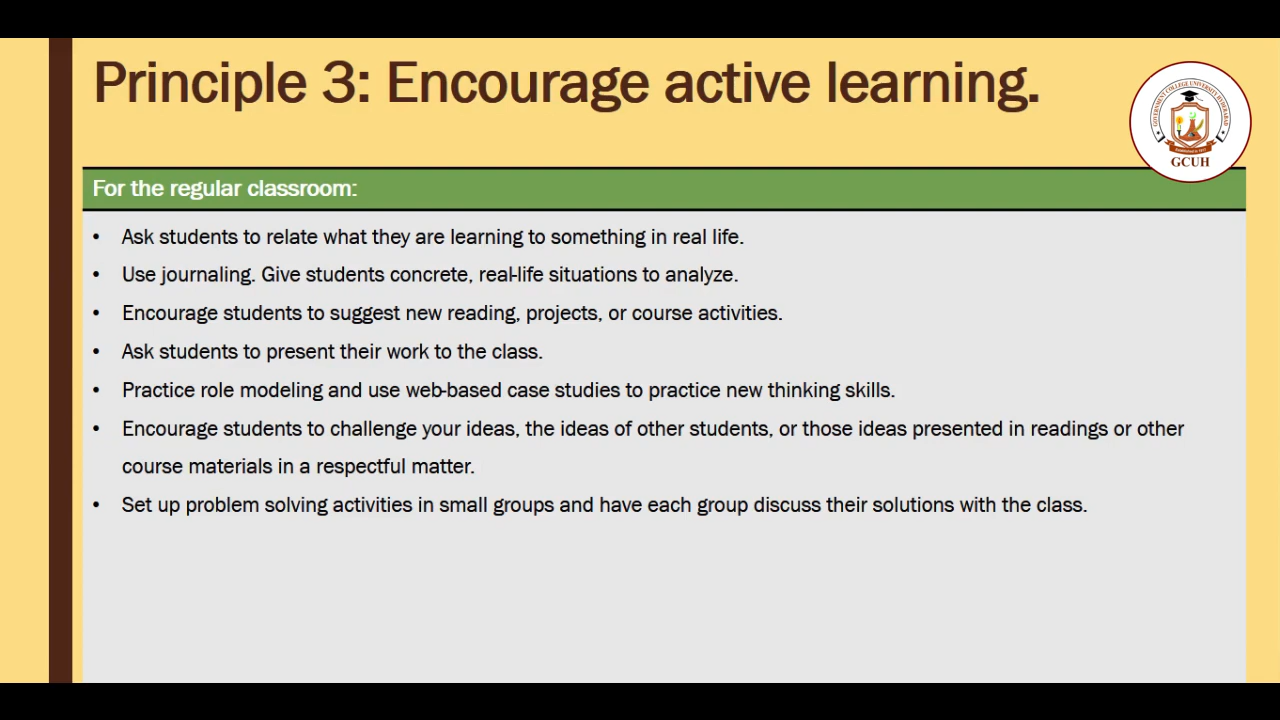 Principle 3: Encourage active learning.
GOVERNMENT COLLEGE UNIVERSITY, HYDERABAD
GCUH
For the regular classroom:
• Ask students to relate what they are learning to something in real life.
• Use journaling. Give students concrete, real-life situations to analyze.
• Encourage students to suggest new reading, projects, or course activities.
• Ask students to present their work to the class.
• Practice role modeling and use web-based case studies to practice new thinking skills.
• Encourage students to challenge your ideas, the ideas of other students, or those ideas presented in readings or other
course materials in a respectful matter.
• Set up problem solving activities in small groups and have each group discuss their solutions with the class.